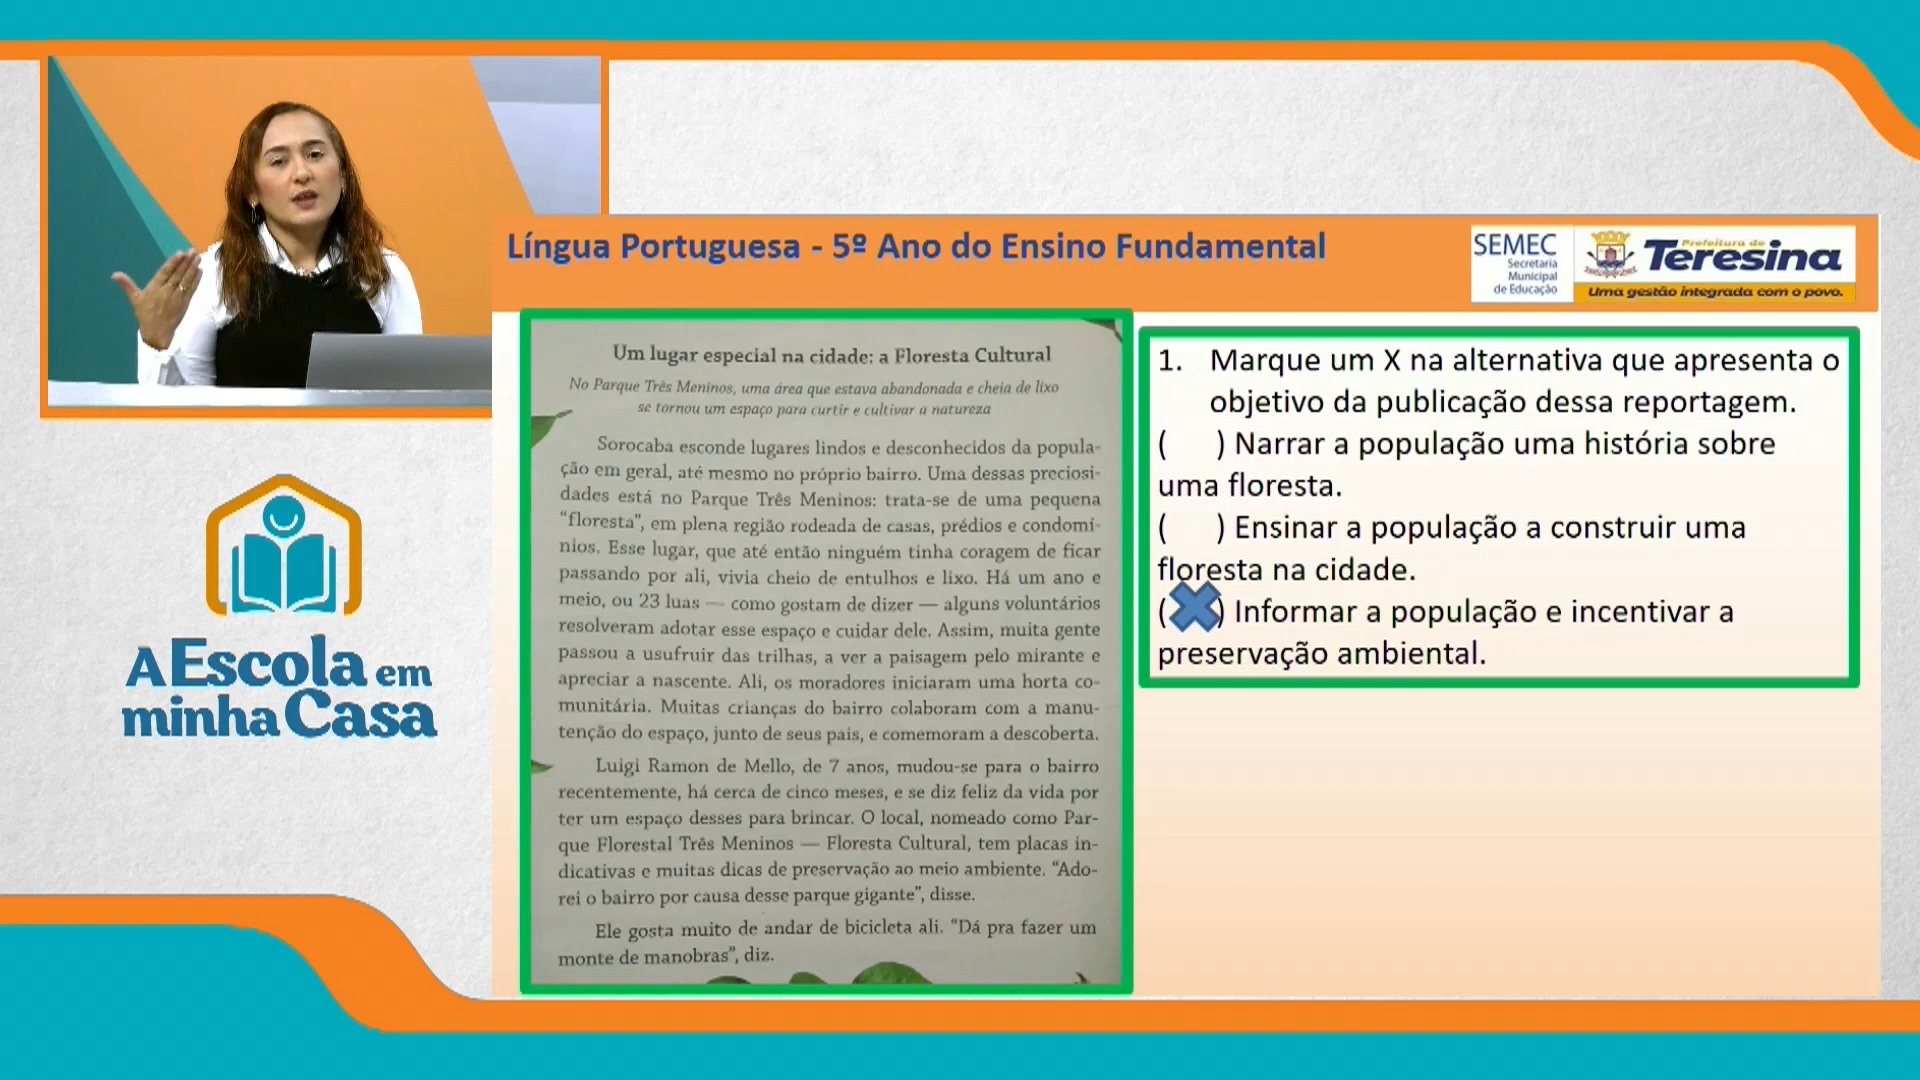 Língua Portuguesa - 5º Ano do Ensino Fundamental
SEMEC
Secretaria
Municipal
de Educação
Prefeitura de
Teresina
Uma gestão integrada com o povo.
A Escola em
minha Casa
Um lugar especial na cidade: a Floresta Cultural
No Parque Três Meninos, uma área que estava abandonada e cheia de lixo
se tornou um espaço para curtir e cultivar a natureza
Sorocaba esconde lugares lindos e desconhecidos da popula-
ção em geral, até mesmo no próprio bairro. Uma dessas preciosi-
dades está no Parque Três Meninos: trata-se de uma pequena
“floresta”, em plena região rodeada de casas, prédios e condomí-
nios. Esse lugar, que até então ninguém tinha coragem de ficar
passando por ali, vivia cheio de entulhos e lixo. Há um ano e
meio, ou 23 luas — como gostam de dizer — alguns voluntários
resolveram adotar esse espaço e cuidar dele. Assim, muita gente
passou a usufruir das trilhas, a ver a paisagem pelo mirante e
apreciar a nascente. Ali, os moradores iniciaram uma horta co-
munitária. Muitas crianças do bairro colaboram com a manu-
tenção do espaço, junto de seus pais, e comemoram a descoberta.
Luigi Ramon de Mello, de 7 anos, mudou-se para o bairro
recentemente, há cerca de cinco meses, e se diz feliz da vida por
ter um espaço desses para brincar. O local, nomeado como Par-
que Florestal Três Meninos — Floresta Cultural, tem placas in-
dicativas e muitas dicas de preservação ao meio ambiente. “Ado-
rei o bairro por causa desse parque gigante”, disse.
Ele gosta muito de andar de bicicleta ali. “Dá pra fazer um
monte de manobras”, diz.
1. Marque um X na alternativa que apresenta o
objetivo da publicação dessa reportagem.
( ) Narrar a população uma história sobre
uma floresta.
( ) Ensinar a população a construir uma
floresta na cidade.
(X) Informar a população e incentivar a
preservação ambiental.